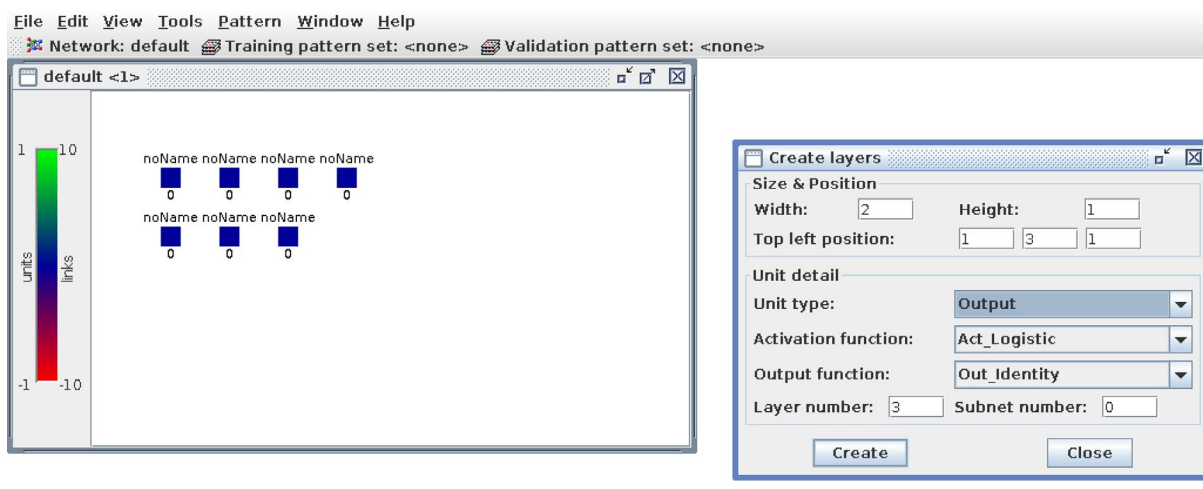 File Edit View Tools Pattern Window Help
Network: default Training pattern set: <none> Validation pattern set: <none>
default <1>
1 10
noName noName noName noName
0 0 0 0
noName noName noName
0 0 0
units
links
-1 -10
Create layers
Size & Position
Width: 2 Height: 1
Top left position: 1 3 1
Unit detail
Unit type: Output
Activation function: Act_Logistic
Output function: Out_Identity
Layer number: 3 Subnet number: 0
Create Close